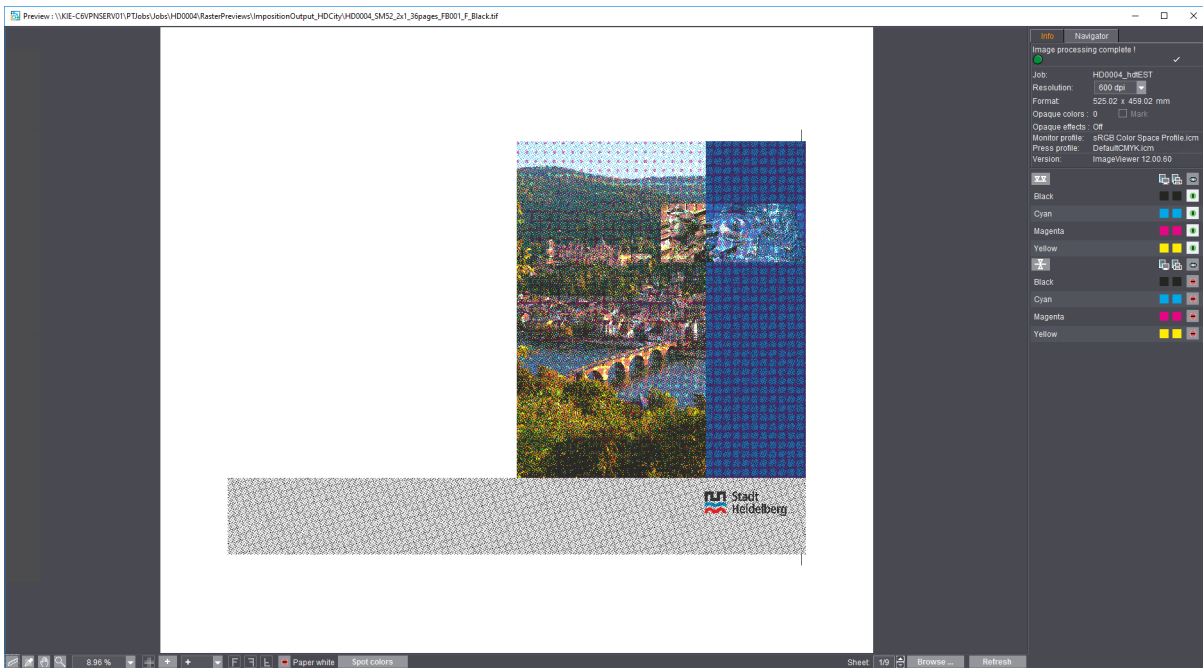 Preview : \\KIE-C6VPNSERV01\PTJobs\Jobs\HD0004\RasterPreviews\ImpositionOutput_HDCity\HD0004_SM52_2x1_36pages_FB001_F_Black.tif
Info Navigator
Image processing complete !
Job: HD0004_hdtEST
Resolution: 600 dpi
Format: 525.02 x 459.02 mm
Opaque colors : 0 Mark
Opaque effects : Off
Monitor profile: sRGB Color Space Profile.icm
Press profile: DefaultCMYK.icm
Version: ImageViewer 12.00.60
Black
Cyan
Magenta
Yellow
Black
Cyan
Magenta
Yellow
Stadt
Heidelberg
8.96 % Paper white Spot colors Sheet: 1/9 Browse ... Refresh